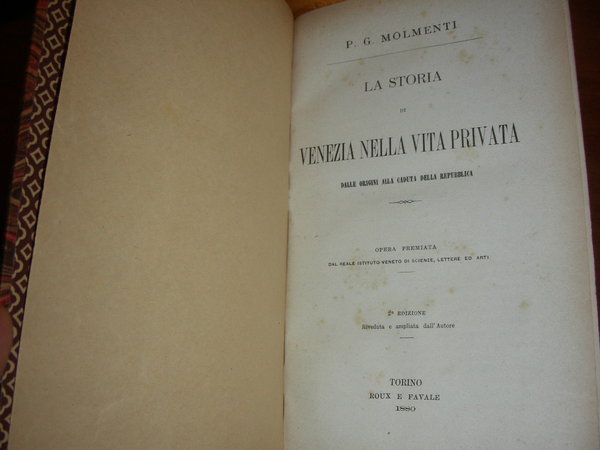 P. G. MOLMENTI
LA STORIA
DI
VENEZIA NELLA VITA PRIVATA
DALLE ORIGINI ALLA CADUTA DELLA REPUBBLICA
OPERA PREMIATA
DAL REALE ISTITUTO VENETO DI SCIENZE, LETTERE ED ARTI
2ª EDIZIONE
Riveduta e ampliata dall'Autore
TORINO
ROUX E FAVALE
1880